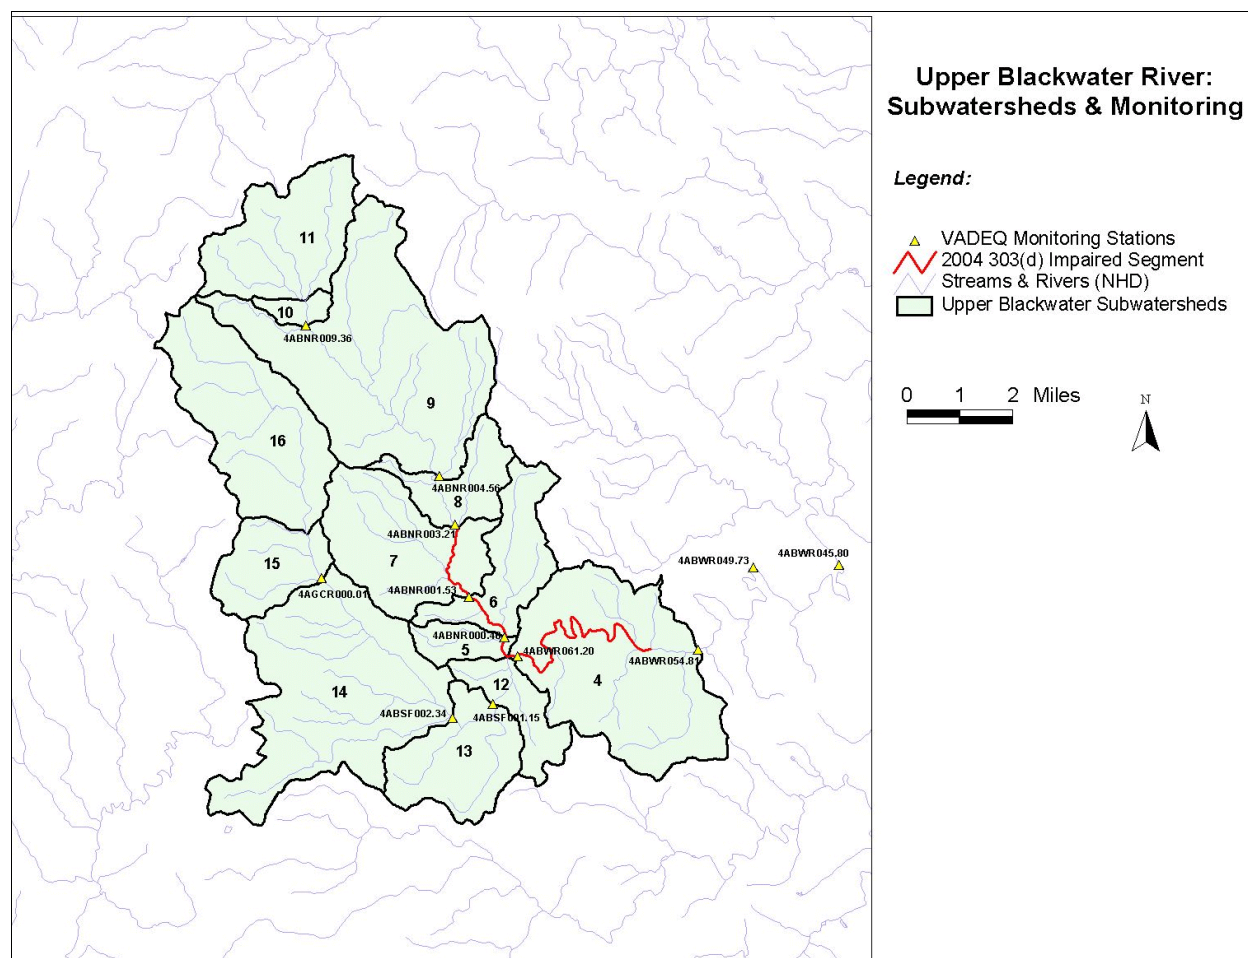 Upper Blackwater River:
Subwatersheds & Monitoring
Legend:
VADEQ Monitoring Stations
2004 303(d) Impaired Segment
Streams & Rivers (NHD)
Upper Blackwater Subwatersheds
0 1 2 Miles
N
11
10
4ABNR009.36
9
16
4ABNR004.56
8
4ABNR003.21
7
15
4ABWR049.73
4ABWR045.80
4AGCR000.01
4ABNR001.53
6
4ABNR000.40
5
4ABWR061.20
4ABWR054.81
4
12
14
4ABSF002.34
4ABSF001.15
13